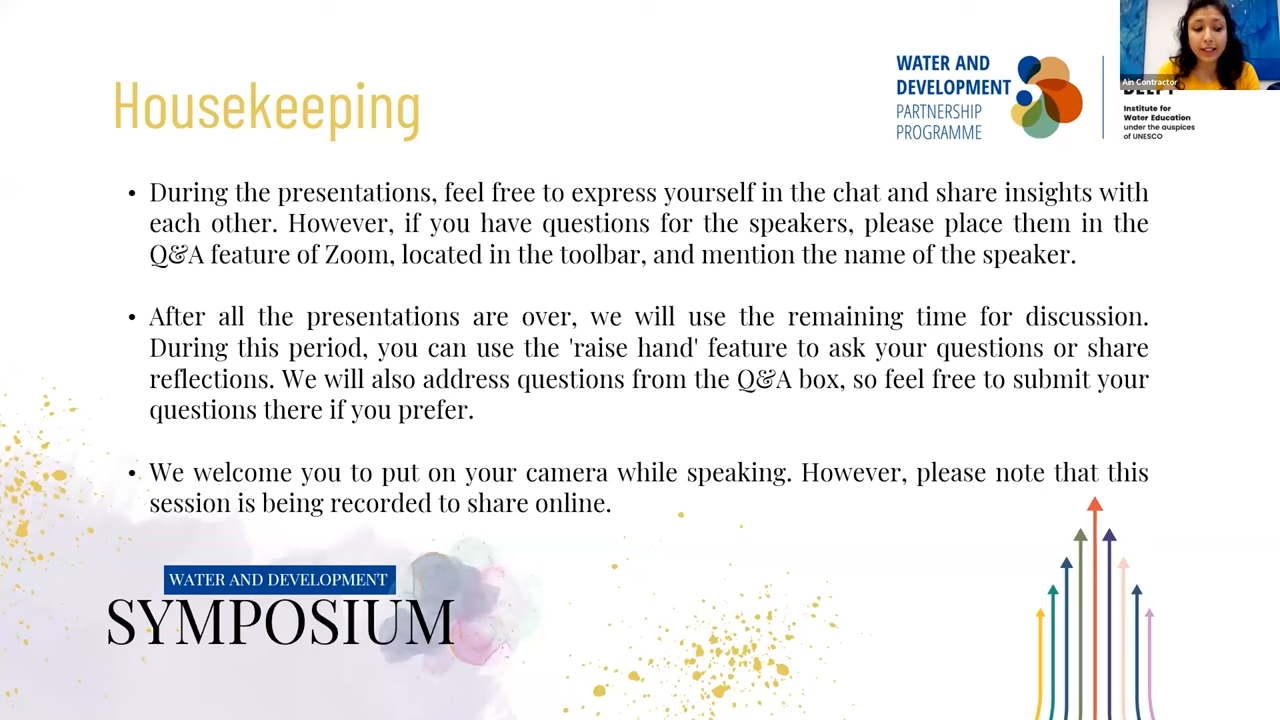 Housekeeping
WATER AND
DEVELOPMENT
PARTNERSHIP
PROGRAMME
Ain Contractor
Institute for
Water Education
under the auspices
of UNESCO
• During the presentations, feel free to express yourself in the chat and share insights with
each other. However, if you have questions for the speakers, please place them in the
Q&A feature of Zoom, located in the toolbar, and mention the name of the speaker.
• After all the presentations are over, we will use the remaining time for discussion.
During this period, you can use the 'raise hand' feature to ask your questions or share
reflections. We will also address questions from the Q&A box, so feel free to submit your
questions there if you prefer.
• We welcome you to put on your camera while speaking. However, please note that this
session is being recorded to share online.
WATER AND DEVELOPMENT
SYMPOSIUM